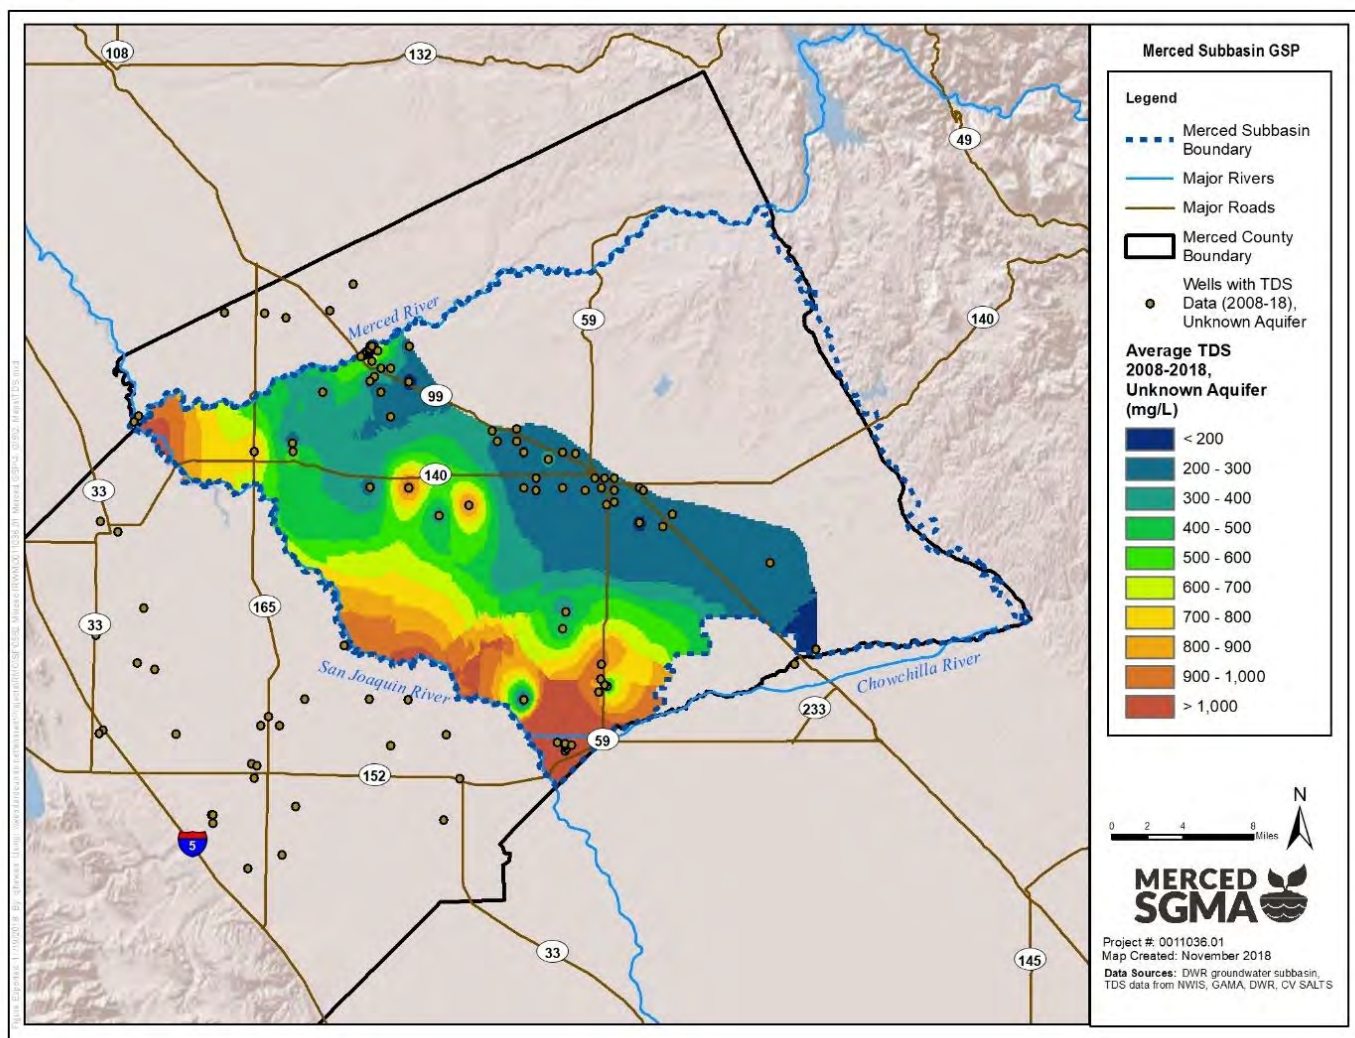 108
132
49
59
140
99
140
33
33
165
59
233
152
5
33
145
Merced River
San Joaquin River
Chowchilla River
Merced Subbasin GSP
Legend
Merced Subbasin
Boundary
Major Rivers
Major Roads
Merced County
Boundary
Wells with TDS
Data (2008-18),
Unknown Aquifer
Average TDS
2008-2018,
Unknown Aquifer
(mg/L)
< 200
200 - 300
300 - 400
400 - 500
500 - 600
600 - 700
700 - 800
800 - 900
900 - 1,000
> 1,000
N
0 2 4 8
Miles
MERCED
SGMA
Project #: 0011036.01
Map Created: November 2018
Data Sources: DWR groundwater subbasin,
TDS data from NWIS, GAMA, DWR, CV SALTS